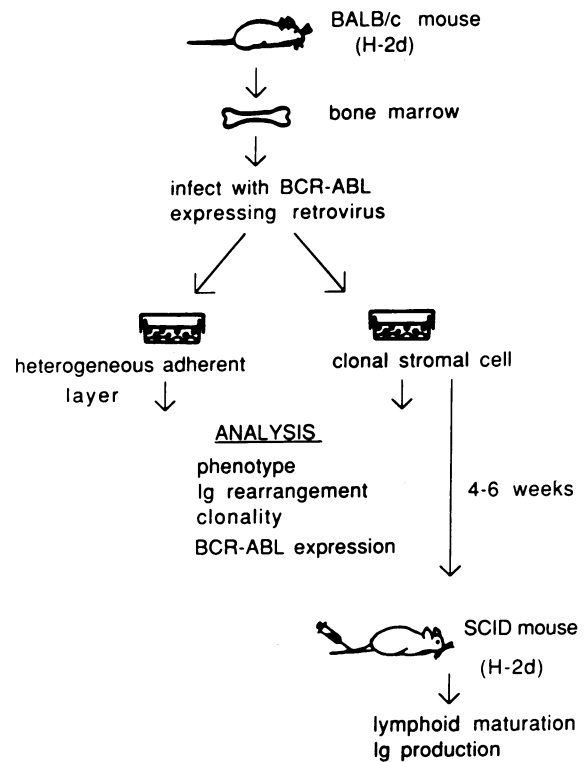 BALB/c mouse
(H-2d)
bone marrow
infect with BCR-ABL
expressing retrovirus
heterogeneous adherent
layer
clonal stromal cell
ANALYSIS
phenotype
Ig rearrangement
clonality
BCR-ABL expression
4-6 weeks
SCID mouse
(H-2d)
lymphoid maturation
Ig production